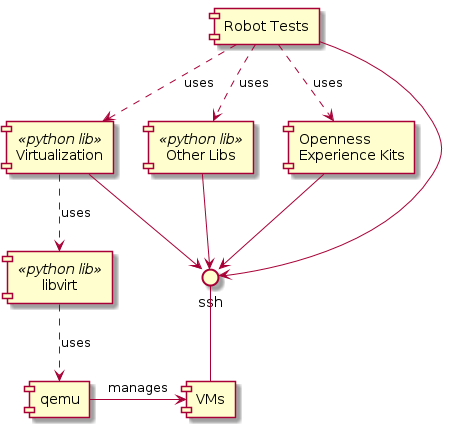 Robot Tests
uses
uses
uses
«python lib»
Virtualization
«python lib»
Other Libs
Openness
Experience Kits
uses
«python lib»
libvirt
ssh
uses
manages
qemu
VMs